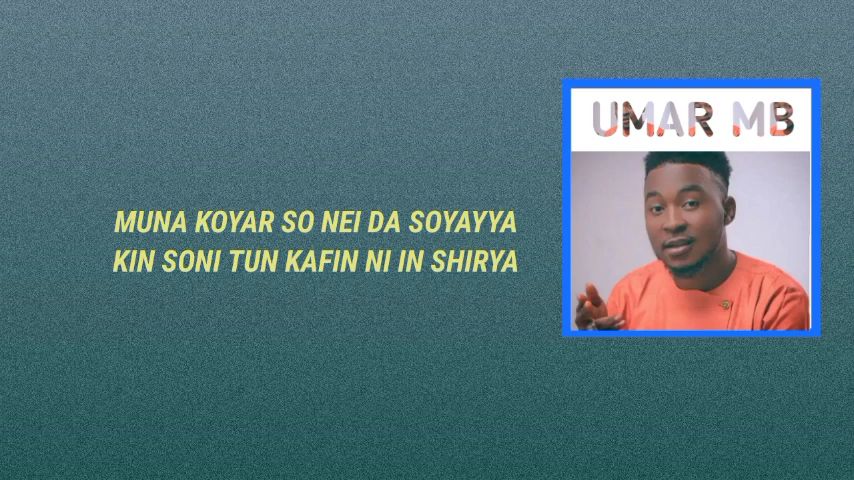 UMAR MB
MUNA KOYAR SO NEI DA SOYAYYA
KIN SONI TUN KAFIN NI IN SHIRYA